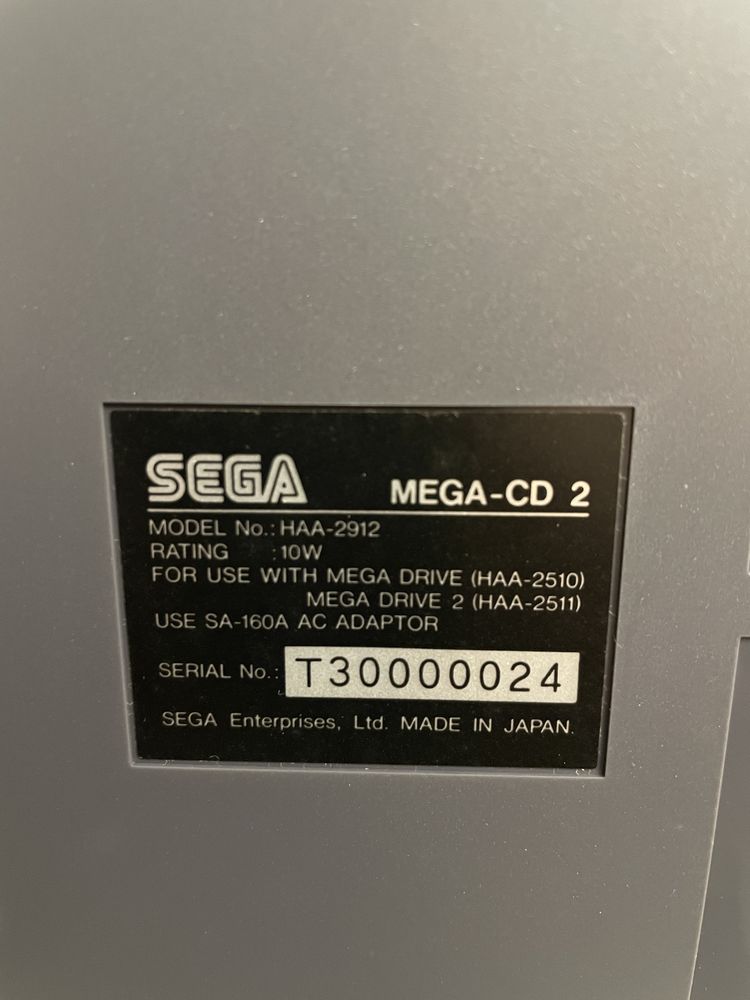 SEGA MEGA-CD 2
MODEL No.: HAA-2912
RATING : 10W
FOR USE WITH MEGA DRIVE (HAA-2510)
MEGA DRIVE 2 (HAA-2511)
USE SA-160A AC ADAPTOR
SERIAL No.: T30000024
SEGA Enterprises, Ltd. MADE IN JAPAN.